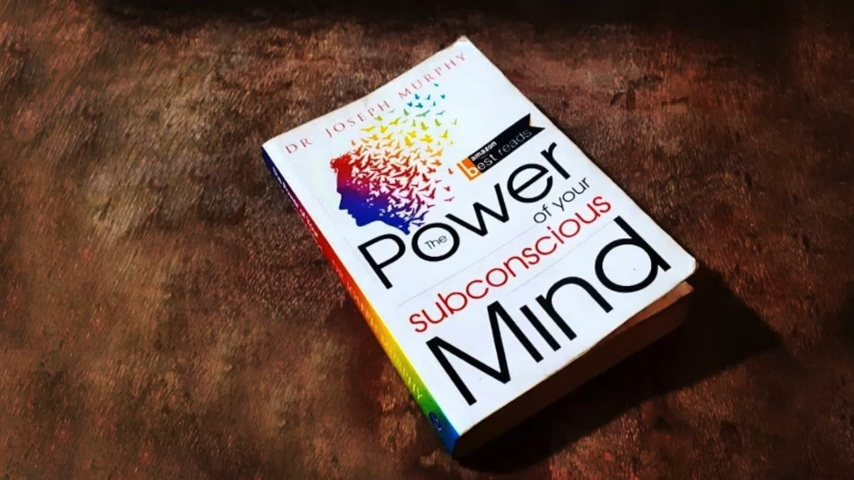 DR JOSEPH MURPHY
amazon
best reads
The
Power
of your
subconscious
Mind